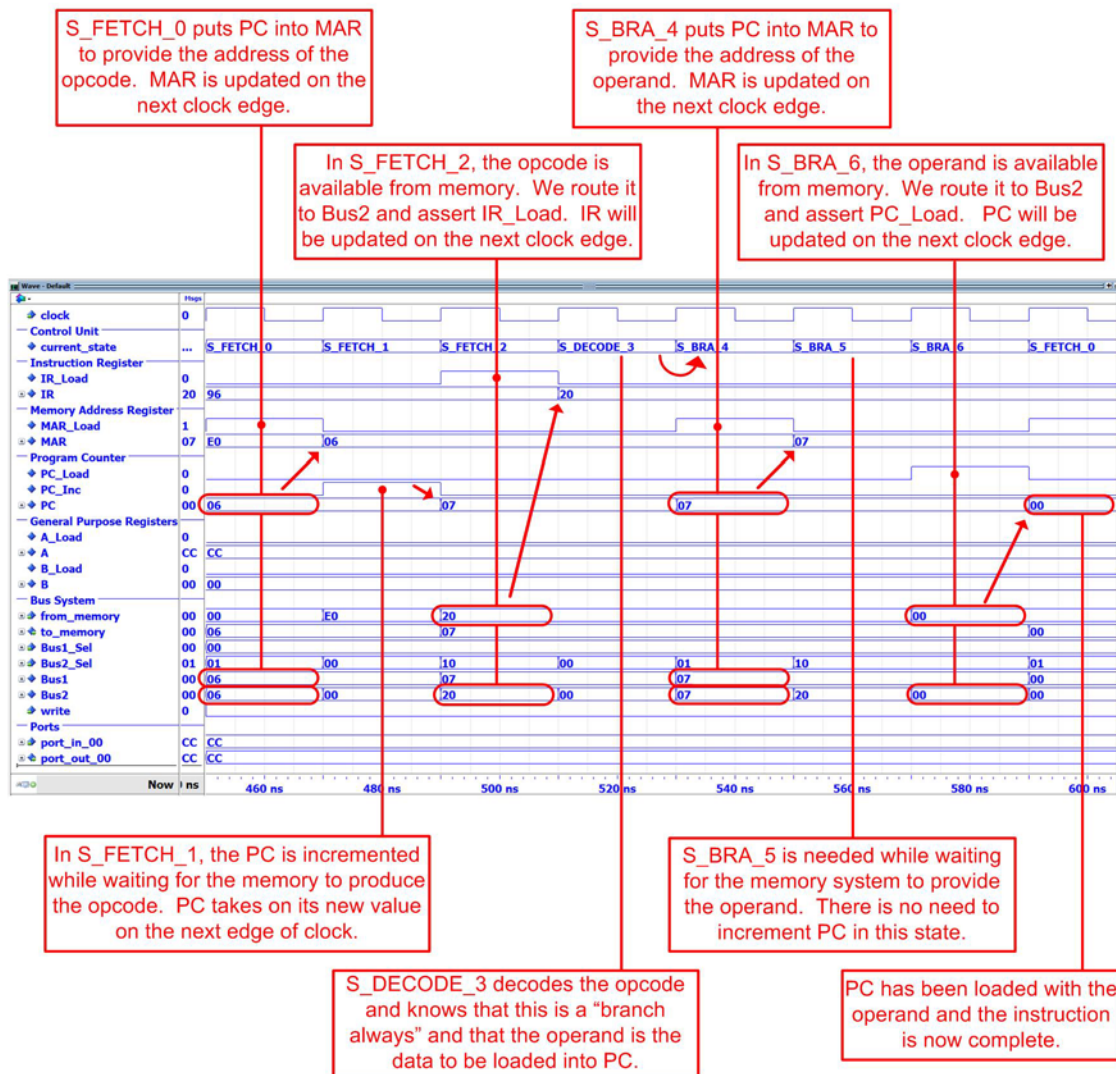 S_FETCH_0 puts PC into MAR
to provide the address of the
opcode. MAR is updated on the
next clock edge.
S_BRA_4 puts PC into MAR to
provide the address of the
operand. MAR is updated on
the next clock edge.
In S_FETCH_2, the opcode is
available from memory. We route it
to Bus2 and assert IR_Load. IR will
be updated on the next clock edge.
In S_BRA_6, the operand is available
from memory. We route it to Bus2
and assert PC_Load. PC will be
updated on the next clock edge.
Wave - Default
Msgs
clock 0
Control Unit
current_state ... S_FETCH_0 S_FETCH_1 S_FETCH_2 S_DECODE_3 S_BRA_4 S_BRA_5 S_BRA_6 S_FETCH_0
Instruction Register
IR_Load 0
IR 20 96 20
Memory Address Register
MAR_Load 1
MAR 07 E0 06 07
Program Counter
PC_Load 0
PC_Inc 0
PC 00 06 07 07 00
General Purpose Registers
A_Load 0
A CC CC
B_Load 0
B 00 00
Bus System
from_memory 00 00 E0 20 00
to_memory 00 06 07 00
Bus1_Sel 00 00
Bus2_Sel 01 01 00 10 00 01 10 01
Bus1 00 06 07 07 00
Bus2 00 06 00 20 00 07 20 00 00
write 0
Ports
port_in_00 CC CC
port_out_00 CC CC
Now ns 460 ns 480 ns 500 ns 520 ns 540 ns 560 ns 580 ns 600 ns
In S_FETCH_1, the PC is incremented
while waiting for the memory to produce
the opcode. PC takes on its new value
on the next edge of clock.
S_BRA_5 is needed while waiting
for the memory system to provide
the operand. There is no need to
increment PC in this state.
S_DECODE_3 decodes the opcode
and knows that this is a “branch
always” and that the operand is the
data to be loaded into PC.
PC has been loaded with the
operand and the instruction
is now complete.